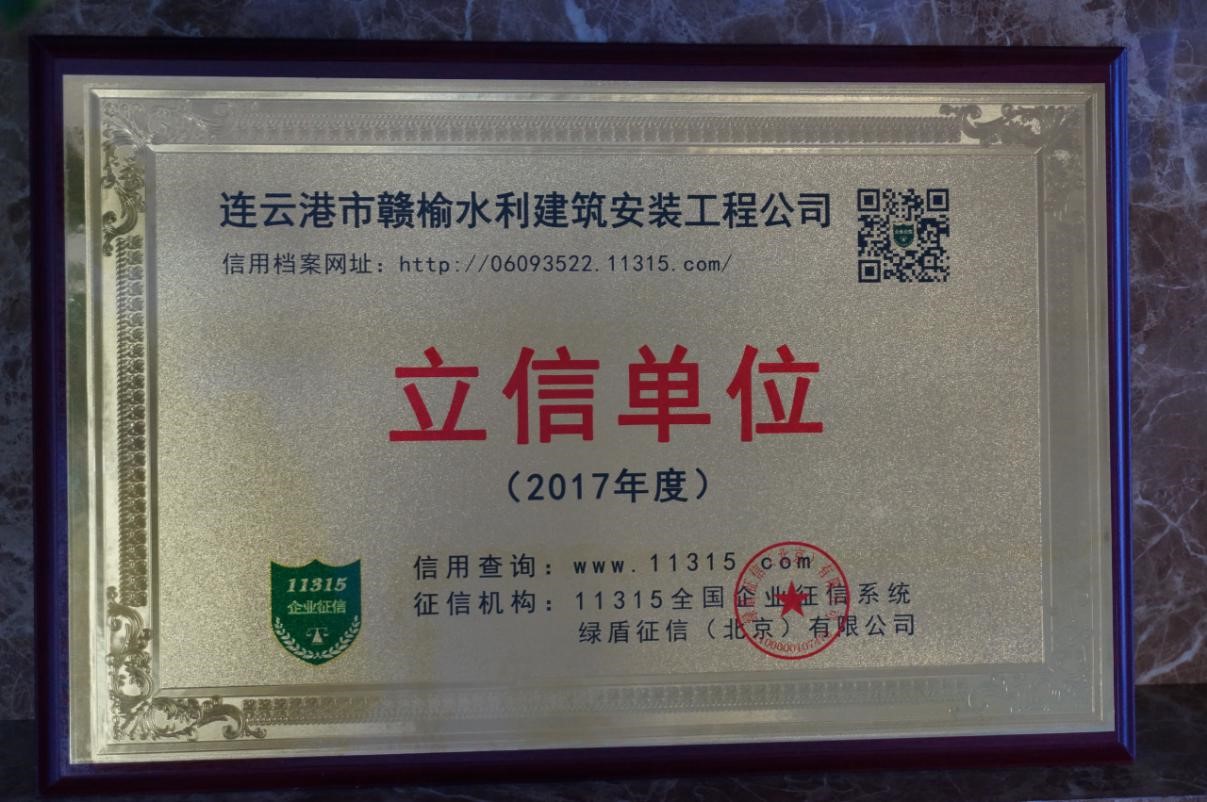 连云港市赣榆水利建筑安装工程公司
信用档案网址：http://06093522.11315.com/
立信单位
（2017年度）
信用查询：www.11315.com
征信机构：11315全国企业征信系统
绿盾征信（北京）有限公司
11315
企业征信